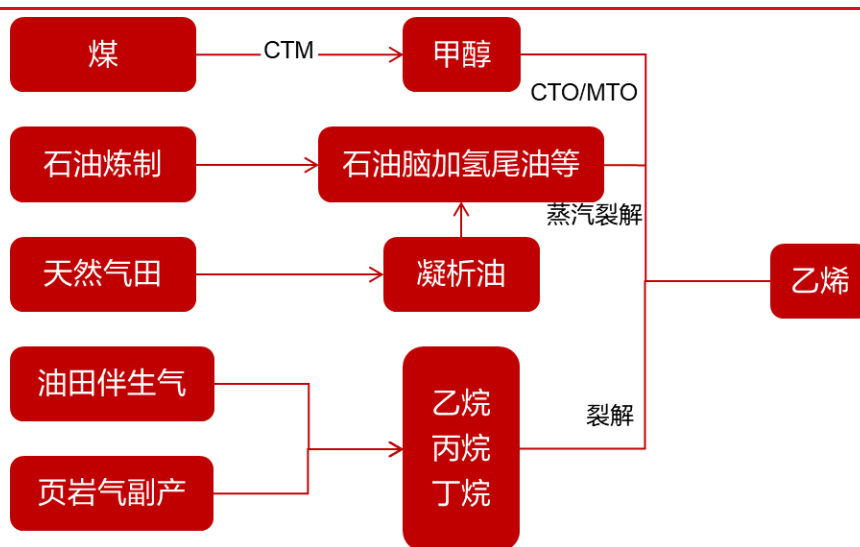 煤
CTM
甲醇
CTO/MTO
石油炼制
石油脑加氢尾油等
蒸汽裂解
天然气田
凝析油
乙烯
油田伴生气
乙烷
丙烷
丁烷
裂解
页岩气副产